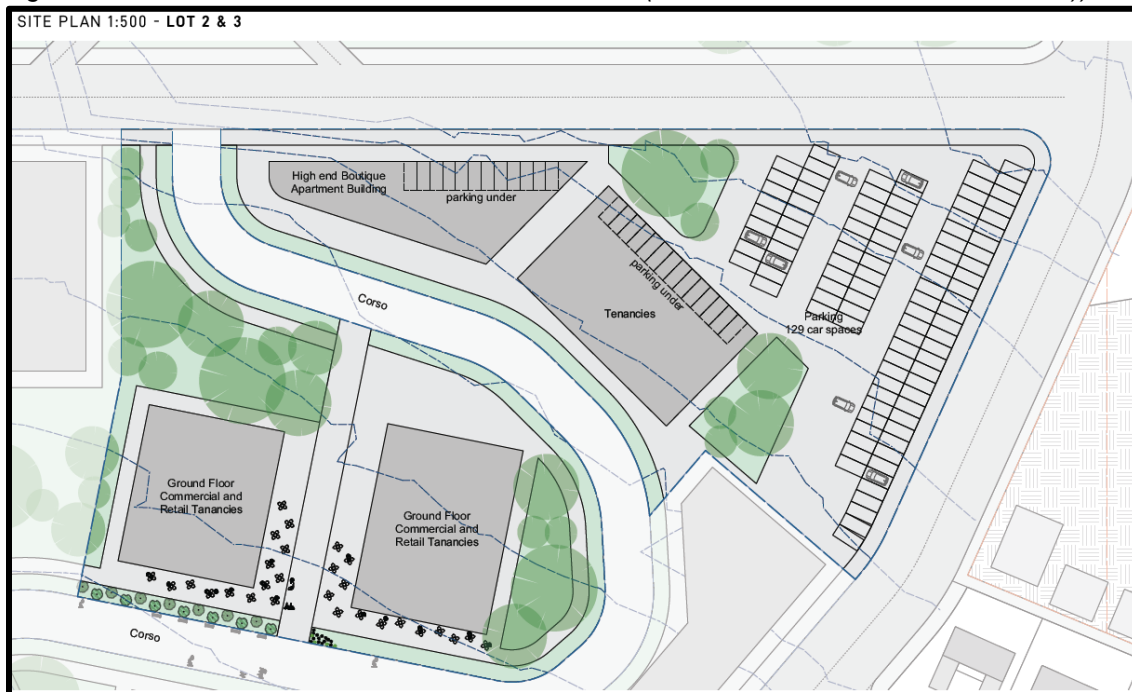 SITE PLAN 1:500 - LOT 2 & 3
High end Boutique
Apartment Building
parking under
Corso
parking under
Tenancies
Parking
129 car spaces
Ground Floor
Commercial and
Retail Tanancies
Ground Floor
Commercial and
Retail Tanancies
Corso